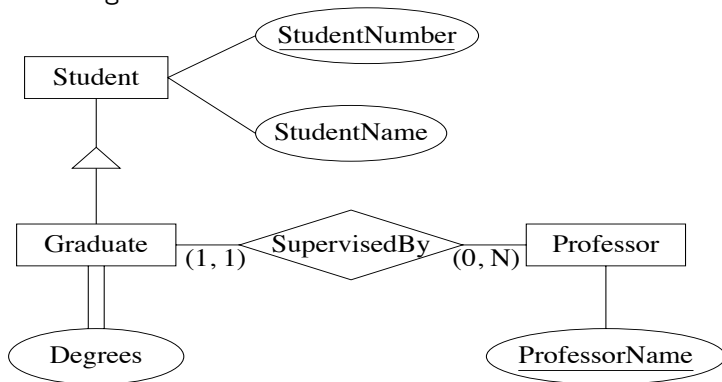 StudentNumber
Student
StudentName
Graduate
SupervisedBy
Professor
(1, 1)
(0, N)
Degrees
ProfessorName